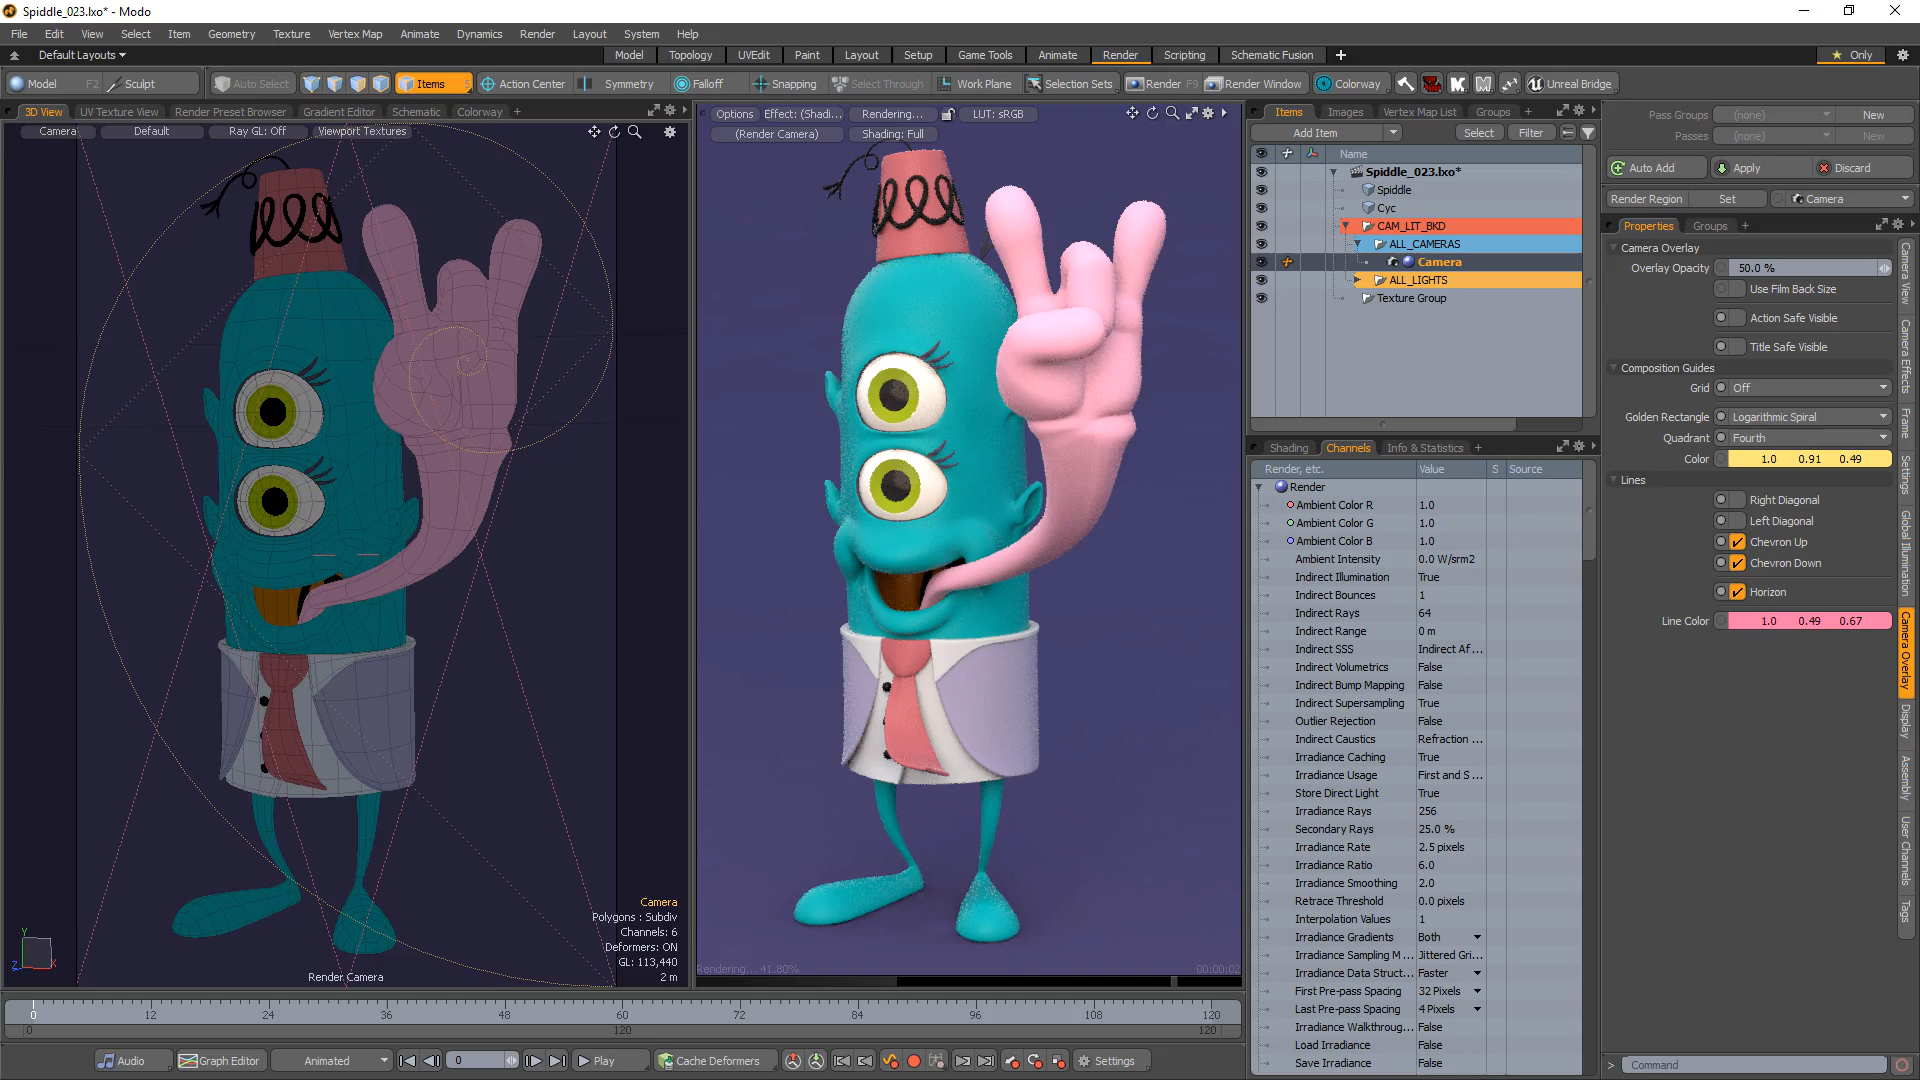 Spiddle_023.lxo* - Modo
File Edit View Select Item Geometry Texture Vertex Map Animate Dynamics Render Layout System Help
Default Layouts
Model Topology UVEdit Paint Layout Setup Game Tools Animate Render Scripting Schematic Fusion + Only
Model F2 Sculpt Auto Select Items 5 Action Center Symmetry Falloff Snapping Select Through Work Plane Selection Sets Render F9 Render Window Colorway Unreal Bridge
3D View UV Texture View Render Preset Browser Gradient Editor Schematic Colorway +
Camera Default Ray GL: Off Viewport Textures
Camera
Polygons : Subdiv
Channels: 6
Deformers: ON
GL: 113,440
2 m
Render Camera
Y
Z
X
Options Effect: (Shadi... Rendering... LUT: sRGB
(Render Camera) Shading: Full
Rendering... 41.80% 00:00:02
Items Images Vertex Map List Groups +
Add Item Select Filter
Name
Spiddle_023.lxo*
Spiddle
Cyc
CAM_LIT_BKD
ALL_CAMERAS
Camera
ALL_LIGHTS
Texture Group
Shading Channels Info & Statistics +
Render, etc. Value S Source
Render
Ambient Color R 1.0
Ambient Color G 1.0
Ambient Color B 1.0
Ambient Intensity 0.0 W/srm2
Indirect Illumination True
Indirect Bounces 1
Indirect Rays 64
Indirect Range 0 m
Indirect SSS Indirect Af ...
Indirect Volumetrics False
Indirect Bump Mapping False
Indirect Supersampling True
Outlier Rejection False
Indirect Caustics Refraction ...
Irradiance Caching True
Irradiance Usage First and S ...
Store Direct Light True
Irradiance Rays 256
Secondary Rays 25.0 %
Irradiance Rate 2.5 pixels
Irradiance Ratio 6.0
Irradiance Smoothing 2.0
Retrace Threshold 0.0 pixels
Interpolation Values 1
Irradiance Gradients Both
Irradiance Sampling M ... Jittered Gri...
Irradiance Data Struct... Faster
First Pre-pass Spacing 32 Pixels
Last Pre-pass Spacing 4 Pixels
Irradiance Walkthroug... False
Load Irradiance False
Save Irradiance False
Pass Groups (none) New
Passes (none) New
Auto Add Apply Discard
Render Region Set Camera
Properties Groups +
Camera Overlay
Overlay Opacity 50.0 %
Use Film Back Size
Action Safe Visible
Title Safe Visible
Composition Guides
Grid Off
Golden Rectangle Logarithmic Spiral
Quadrant Fourth
Color 1.0 0.91 0.49
Lines
Right Diagonal
Left Diagonal
Chevron Up
Chevron Down
Horizon
Line Color 1.0 0.49 0.67
Camera View
Camera Effects
Frame
Settings
Global Illumination
Camera Overlay
Display
Assembly
User Channels
Tags
0 12 24 36 48 60 72 84 96 108 120
0 120 120
Audio Graph Editor Animated 0 Play Cache Deformers Settings
> Command